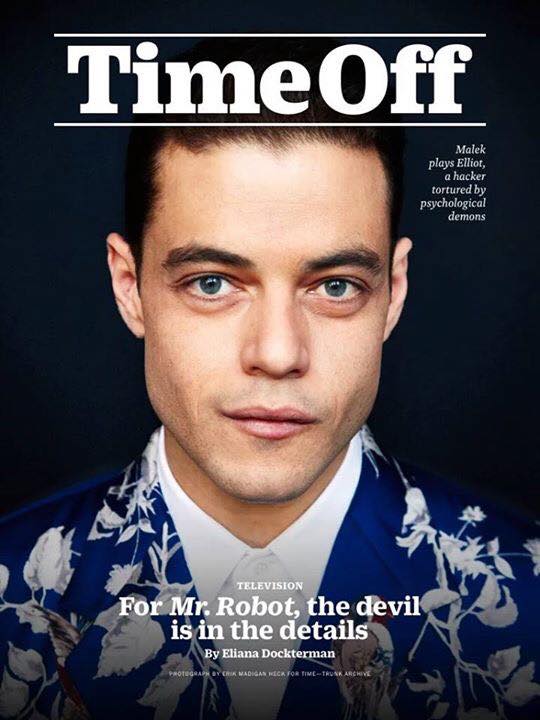 TimeOff
Malek
plays Elliot,
a hacker
tortured by
psychological
demons
TELEVISION
For Mr. Robot, the devil
is in the details
By Eliana Dockterman
PHOTOGRAPH BY ERIK MADIGAN HECK FOR TIME—TRUNK ARCHIVE